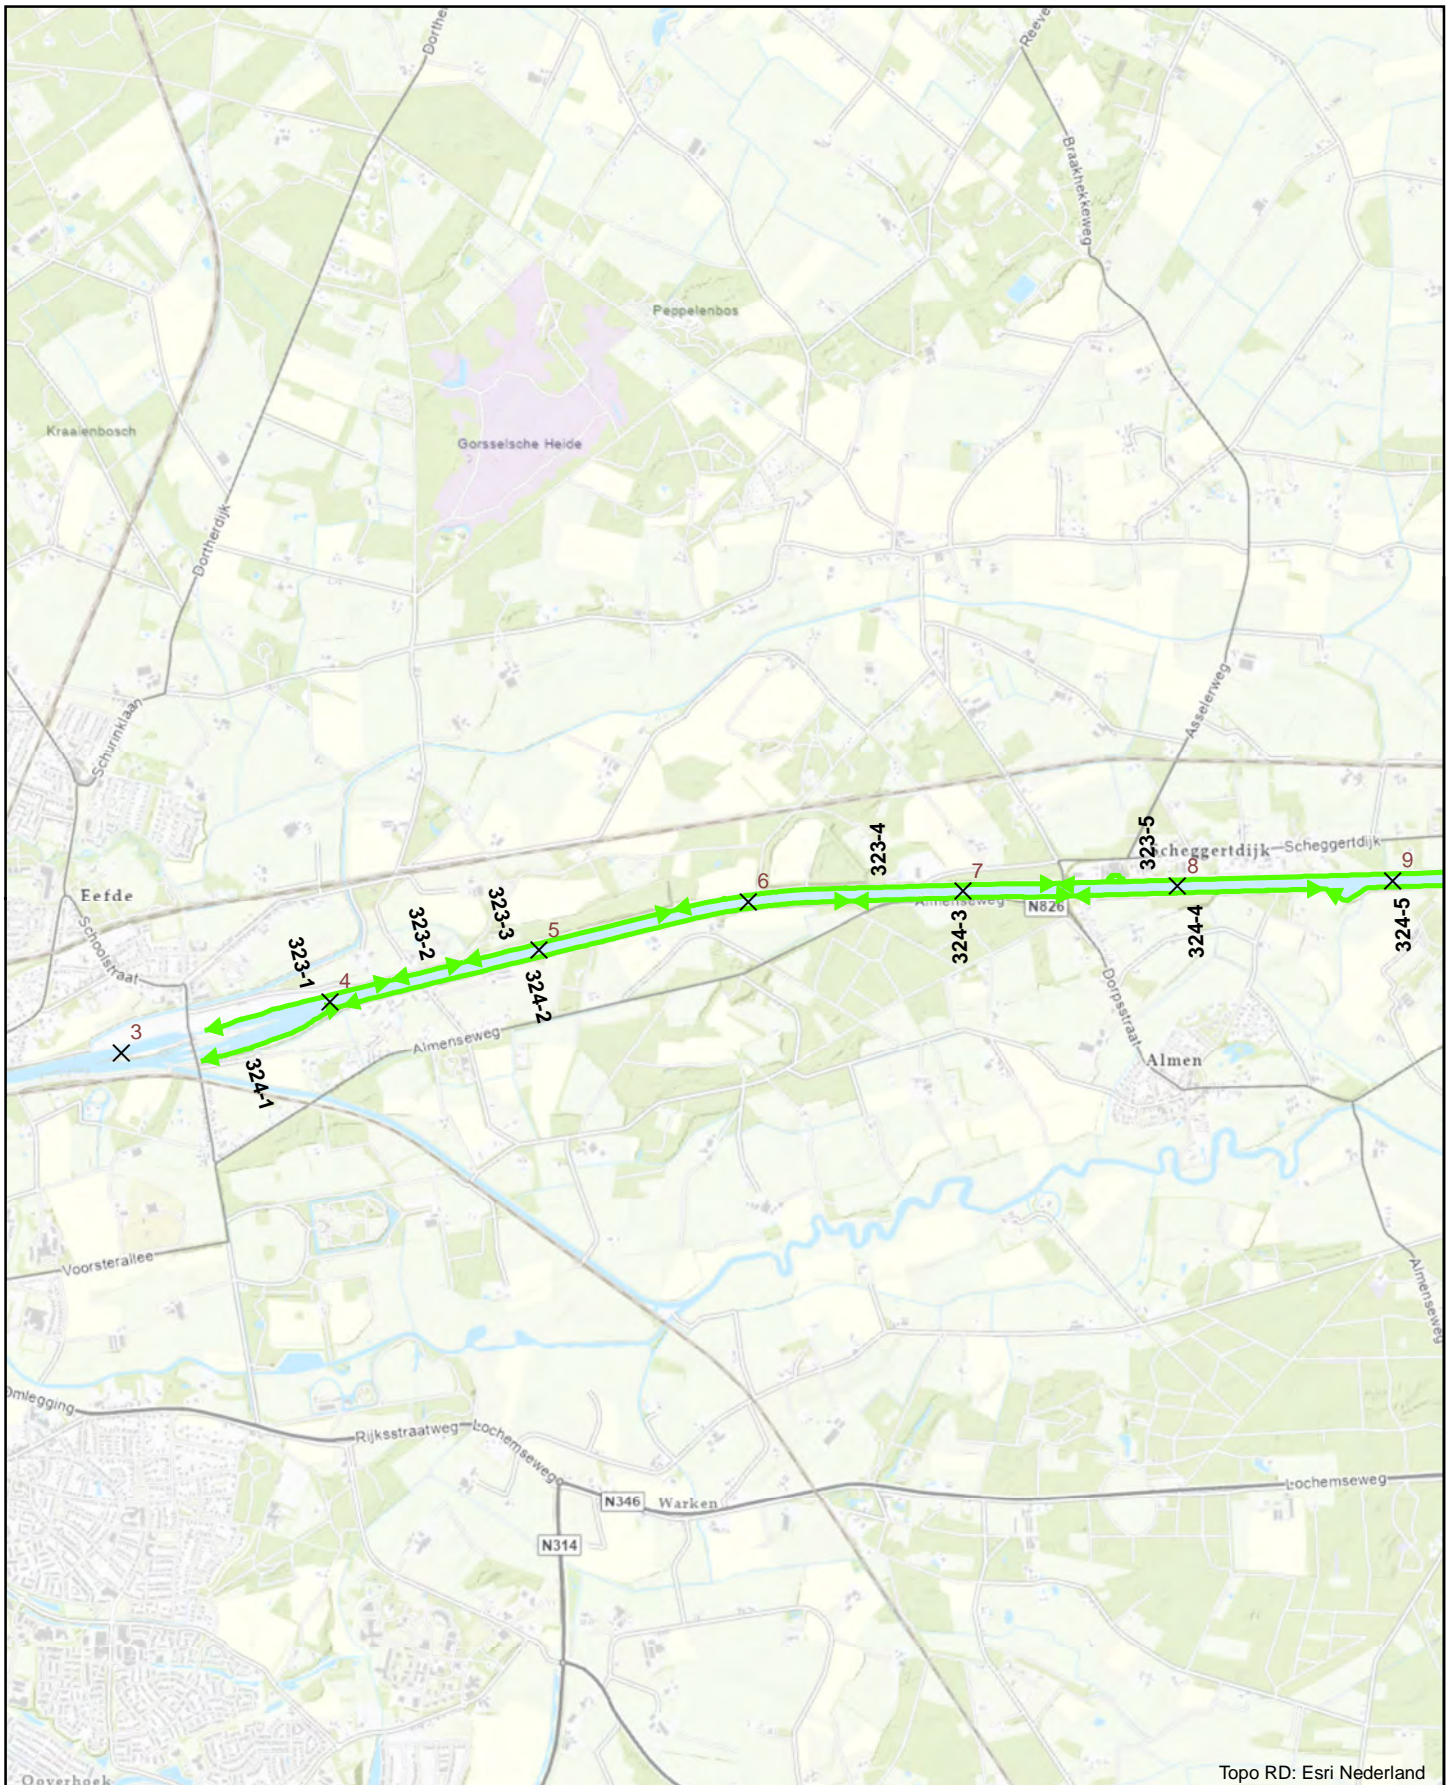 Dorthe
Reeve
Braakhekkeweg
Peppelenbos
Kraaienbosch
Gorsselsche Heide
Dortherdijk
Asselerweg
Schurinklaan
323-4
323-5
Scheggertdijk
Scheggertdijk
7
8
9
6
Eefde
Almenseweg
N826
323-3
323-2
5
324-3
324-4
324-5
Schoolstraat
323-1
4
324-2
3
Dorpsstraat
Almenseweg
Almen
324-1
Voorsterallee
Almenseweg
Omlegging
Rijksstraatweg
Lochemseweg
Lochemseweg
N346
Warken
N314
Ooyerhoek
Topo RD: Esri Nederland